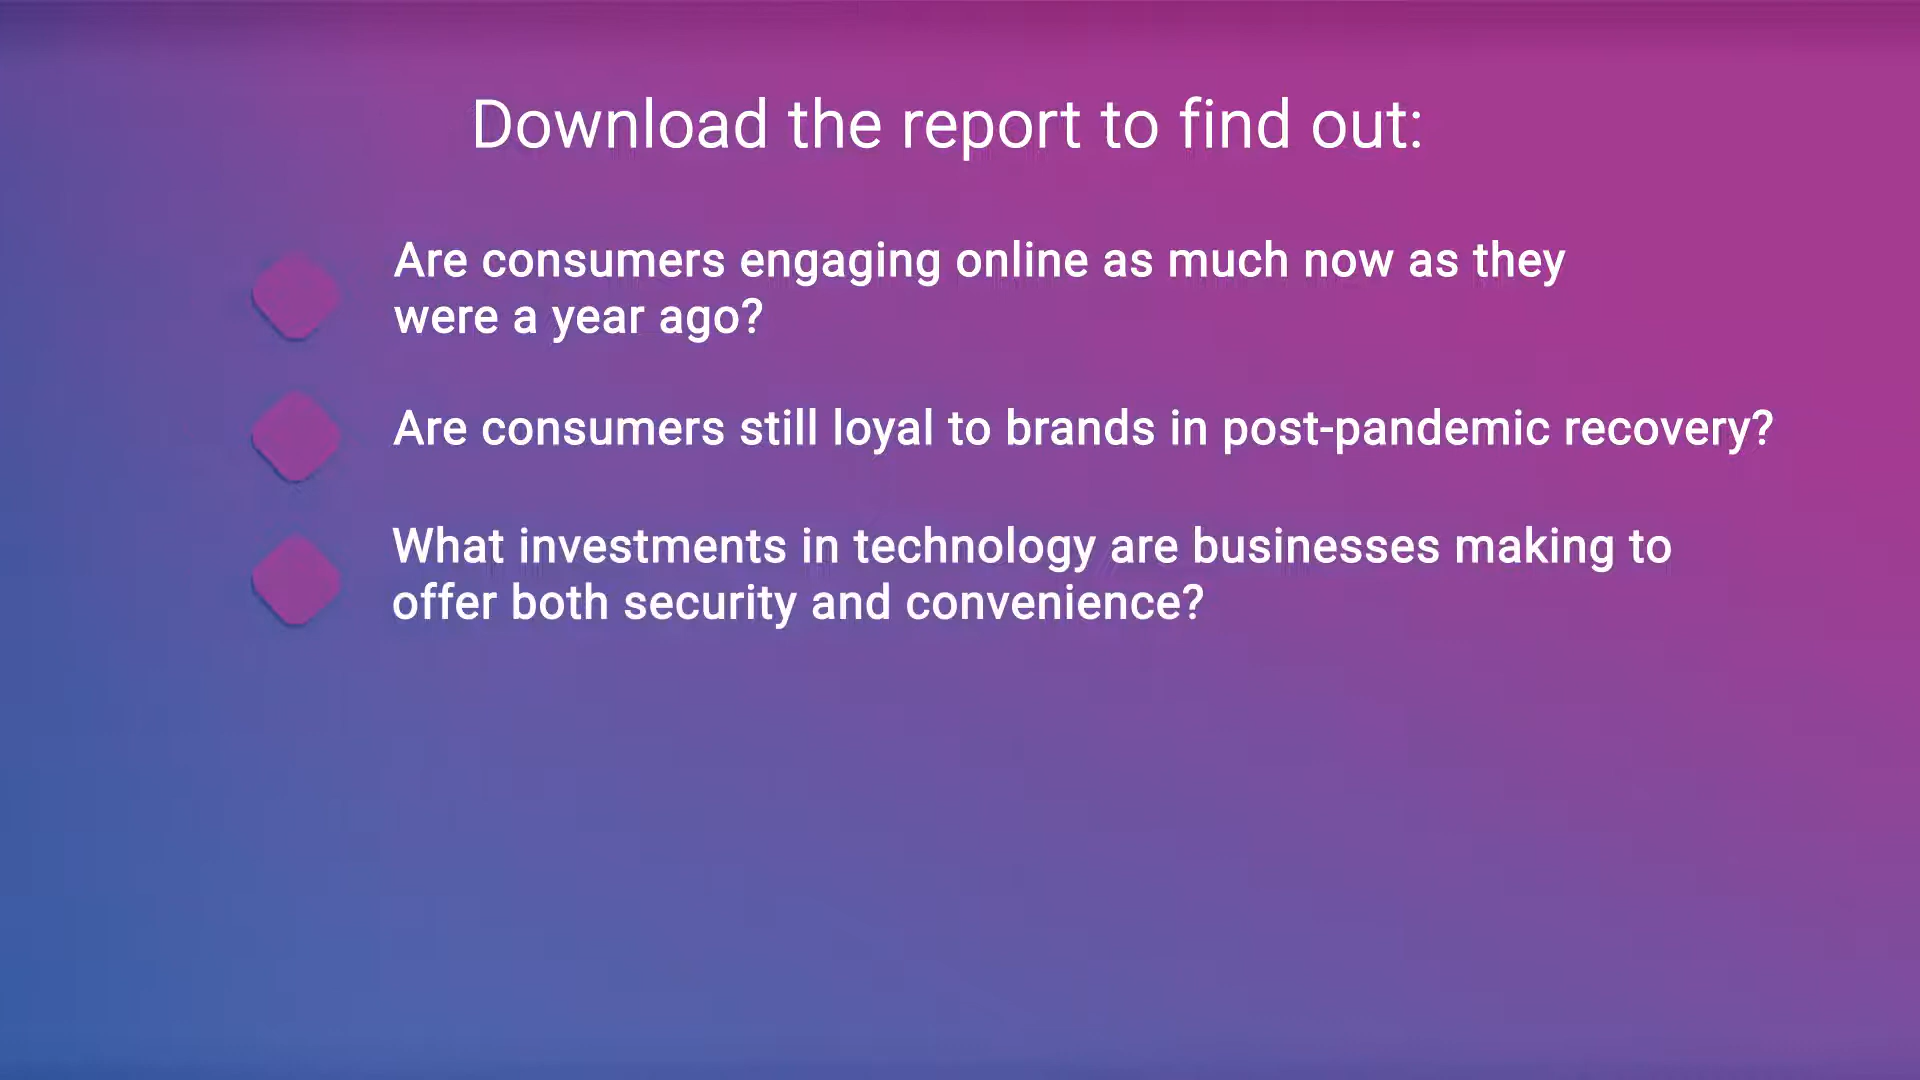 Download the report to find out:
Are consumers engaging online as much now as they
were a year ago?
Are consumers still loyal to brands in post-pandemic recovery?
What investments in technology are businesses making to
offer both security and convenience?